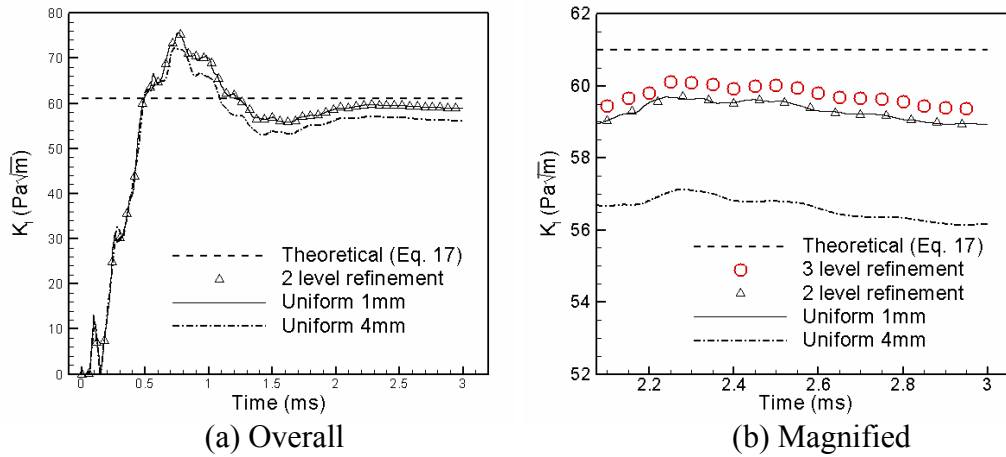 80
70
60
50
40
30
20
10
0
K_I (Pa√m)
Theoretical (Eq. 17)
2 level refinement
Uniform 1mm
Uniform 4mm
0 0.5 1 1.5 2 2.5 3
Time (ms)
(a) Overall
62
60
58
56
54
52
K_I (Pa√m)
Theoretical (Eq. 17)
3 level refinement
2 level refinement
Uniform 1mm
Uniform 4mm
2.2 2.4 2.6 2.8 3
Time (ms)
(b) Magnified